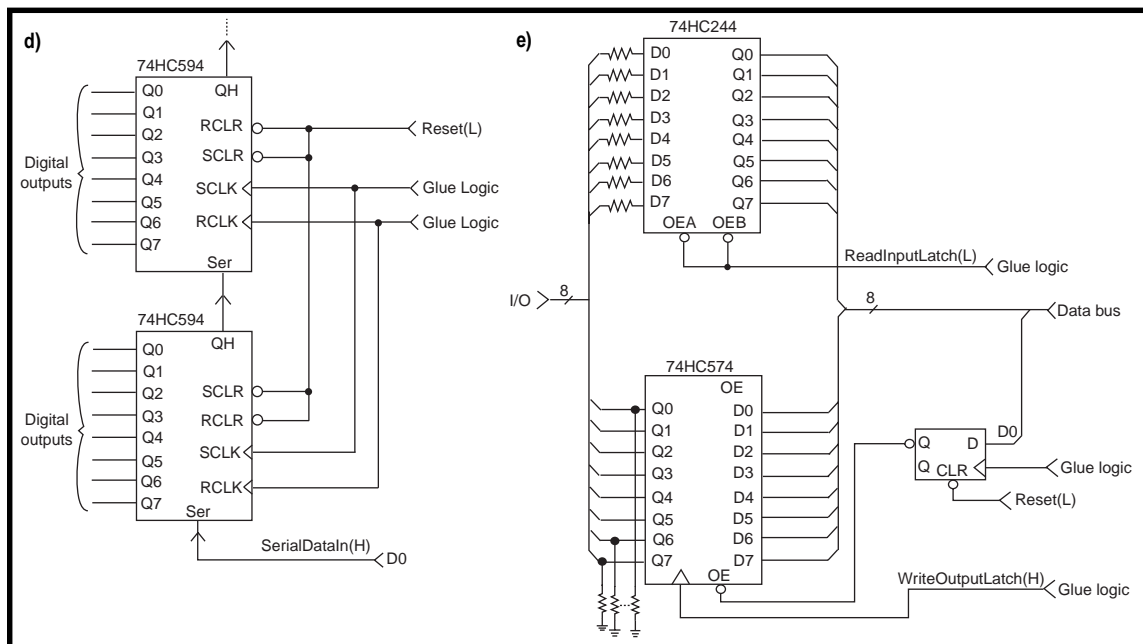 d)
74HC594
Q0
Q1
Q2
Q3
Q4
Q5
Q6
Q7
Digital
outputs
QH
RCLR
SCLR
SCLK
RCLK
Ser
Reset(L)
Glue Logic
Glue Logic
74HC594
Q0
Q1
Q2
Q3
Q4
Q5
Q6
Q7
Digital
outputs
QH
SCLR
RCLR
SCLK
RCLK
Ser
SerialDataIn(H)
D0
e)
74HC244
D0 Q0
D1 Q1
D2 Q2
D3 Q3
D4 Q4
D5 Q5
D6 Q6
D7 Q7
OEA OEB
ReadInputLatch(L)
Glue logic
I/O
8
8
Data bus
74HC574
OE
Q0 D0
Q1 D1
Q2 D2
Q3 D3
Q4 D4
Q5 D5
Q6 D6
Q7 D7
OE
Q D
D0
Q
CLR
Glue logic
Reset(L)
WriteOutputLatch(H)
Glue logic